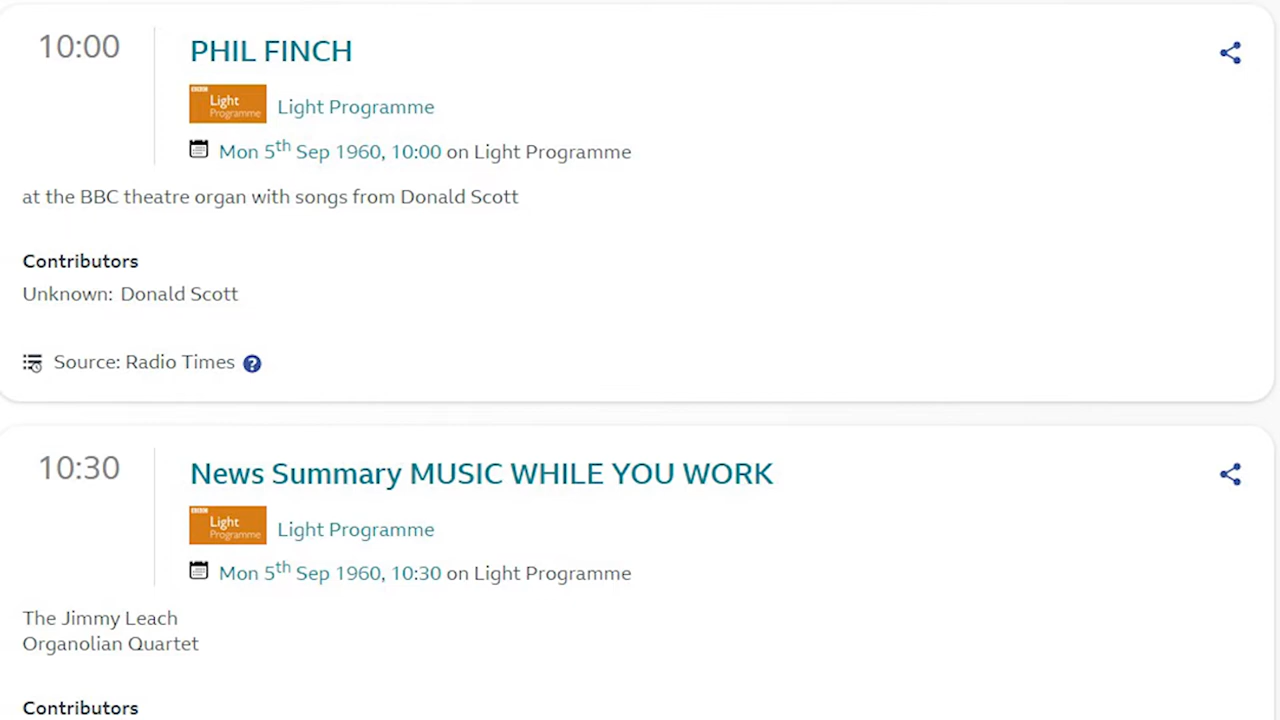 10:00
PHIL FINCH
BBC
Light
Programme
Light Programme
Mon 5th Sep 1960, 10:00 on Light Programme
at the BBC theatre organ with songs from Donald Scott
Contributors
Unknown: Donald Scott
Source: Radio Times ?
10:30
News Summary MUSIC WHILE YOU WORK
BBC
Light
Programme
Light Programme
Mon 5th Sep 1960, 10:30 on Light Programme
The Jimmy Leach
Organolian Quartet
Contributors